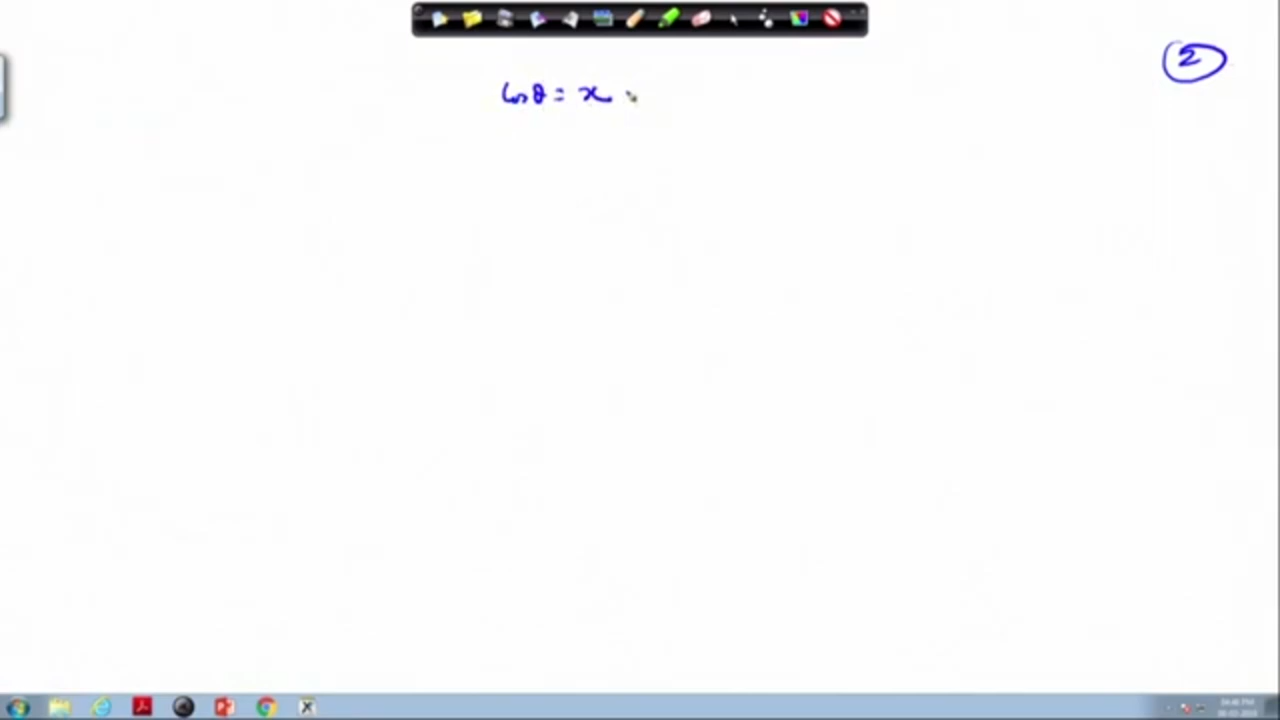 ②
cos θ = x